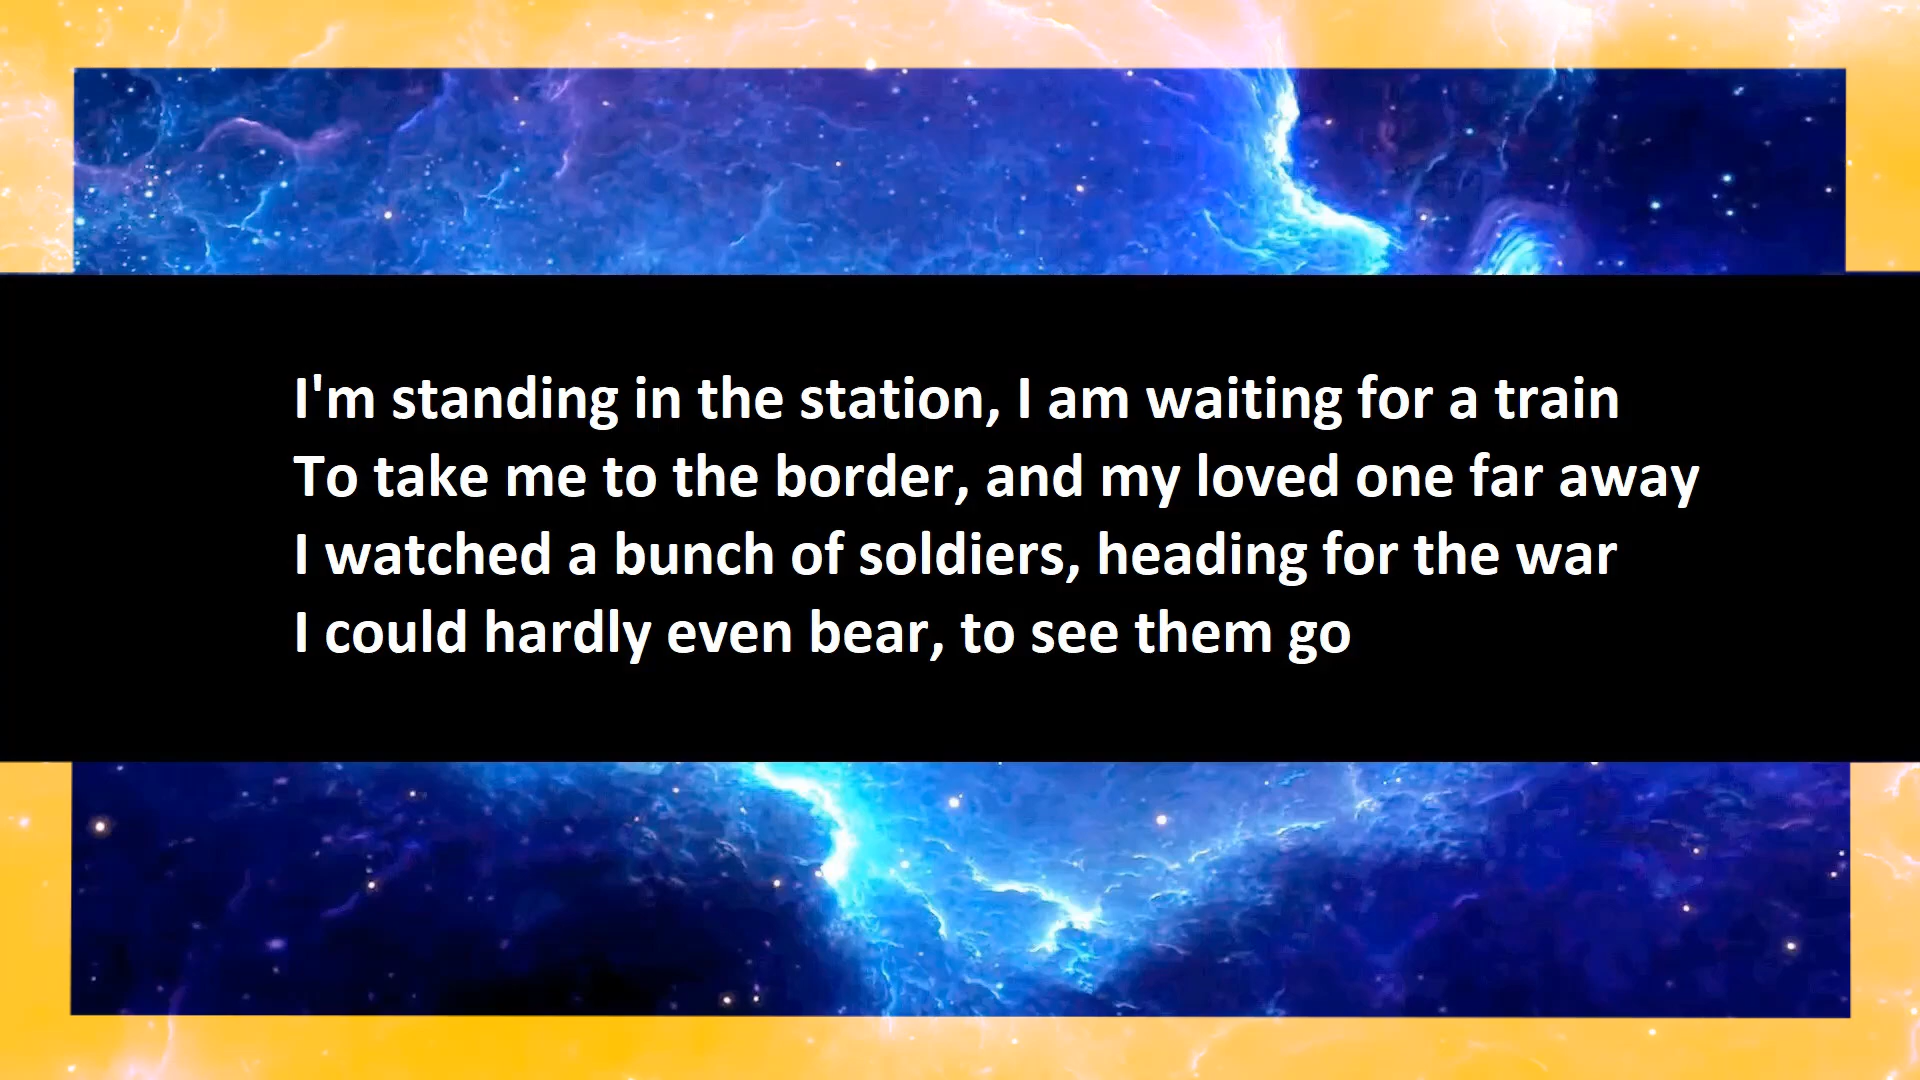 I'm standing in the station, I am waiting for a train
To take me to the border, and my loved one far away
I watched a bunch of soldiers, heading for the war
I could hardly even bear, to see them go